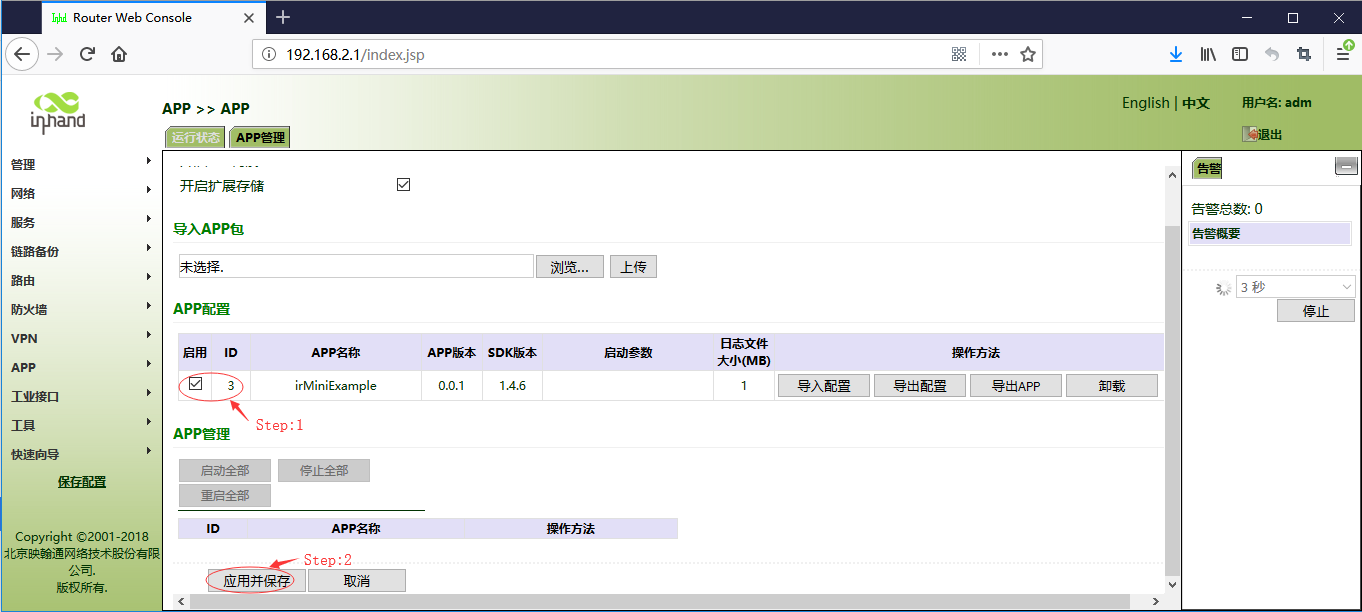 Inhd Router Web Console
192.168.2.1/index.jsp
inhand
APP >> APP
English | 中文
用户名: adm
运行状态
APP管理
退出
管理
网络
服务
链路备份
路由
防火墙
VPN
APP
工业接口
工具
快速向导
保存配置
Copyright ©2001-2018
北京映翰通网络技术股份有限
公司.
版权所有.
开启扩展存储
导入APP包
未选择. 浏览... 上传
APP配置
启用 ID APP名称 APP版本 SDK版本 启动参数 日志文件 大小(MB) 操作方法
3 irMiniExample 0.0.1 1.4.6 1 导入配置 导出配置 导出APP 卸载
Step:1
APP管理
启动全部 停止全部
重启全部
ID APP名称 操作方法
Step:2
应用并保存 取消
告警
告警总数: 0
告警概要
3 秒
停止